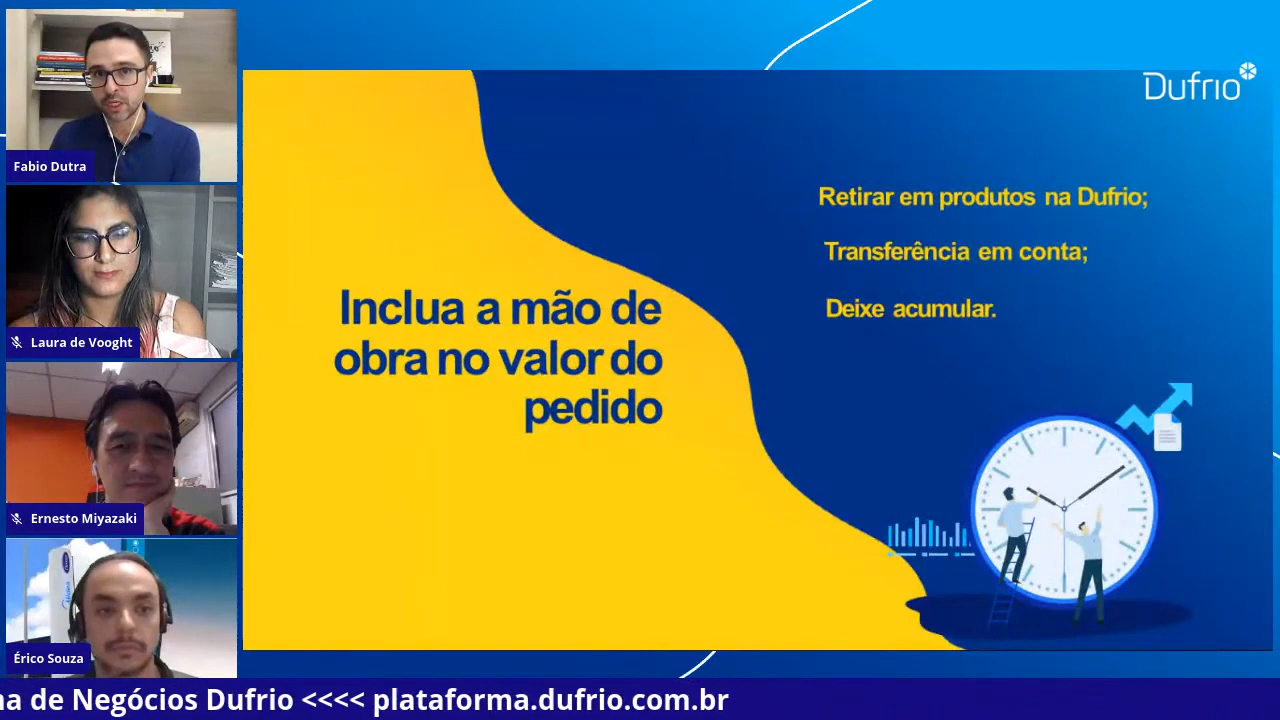 Fabio Dutra
Laura de Vooght
Ernesto Miyazaki
Érico Souza
Dufrio
Inclua a mão de
obra no valor do
pedido
Retirar em produtos na Dufrio;
Transferência em conta;
Deixe acumular.
de Negócios Dufrio <<<< plataforma.dufrio.com.br